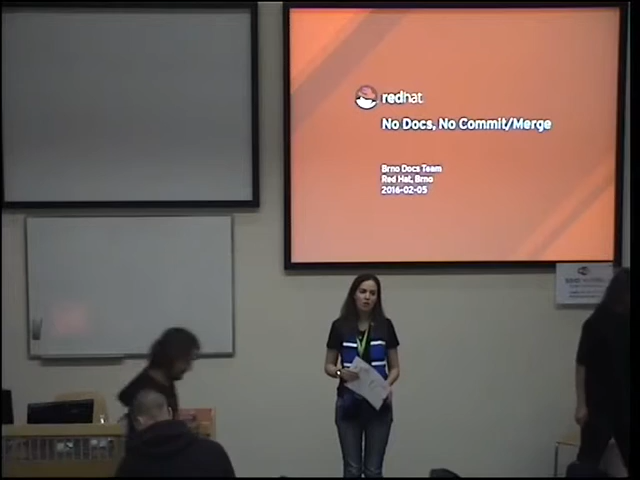 redhat
No Docs, No Commit/Merge
Brno Docs Team
Red Hat, Brno
2016-02-05